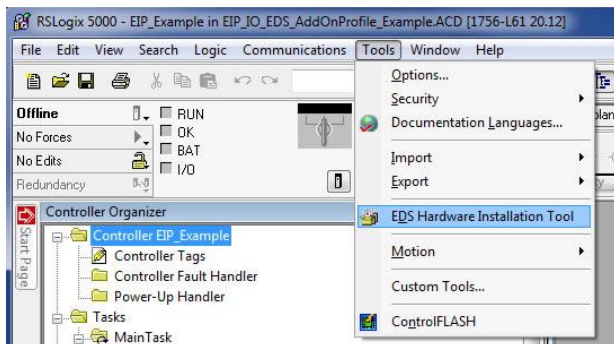 RSLogix 5000 - EIP_Example in EIP_IO_EDS_AddOnProfile_Example.ACD [1756-L61 20.12]
File Edit View Search Logic Communications Tools Window Help
Options...
Security
Documentation Languages...
Import
Export
EDS Hardware Installation Tool
Motion
Custom Tools...
ControlFLASH
Offline
RUN
No Forces
OK
No Edits
BAT
Redundancy
I/O
Start Page
Controller Organizer
Controller EIP_Example
Controller Tags
Controller Fault Handler
Power-Up Handler
Tasks
MainTask